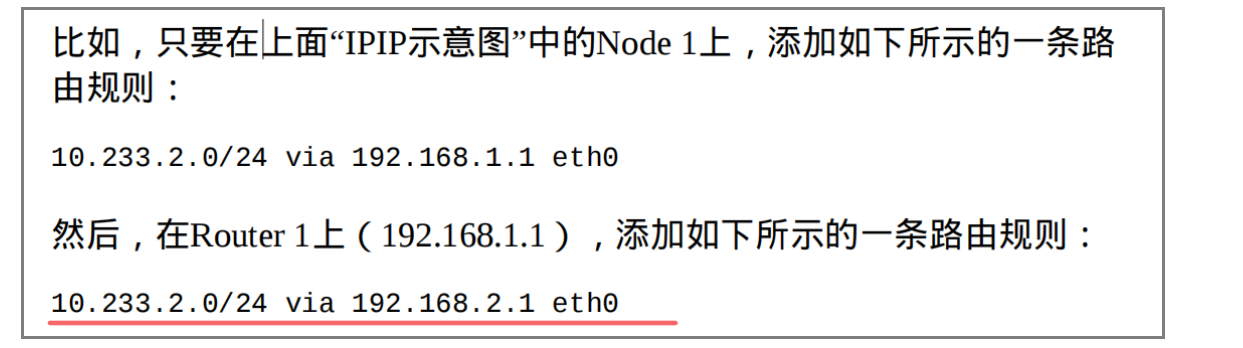 比如，只要在上面“IPIP示意图”中的Node 1上，添加如下所示的一条路
由规则：
10.233.2.0/24 via 192.168.1.1 eth0
然后，在Router 1上（192.168.1.1），添加如下所示的一条路由规则：
10.233.2.0/24 via 192.168.2.1 eth0